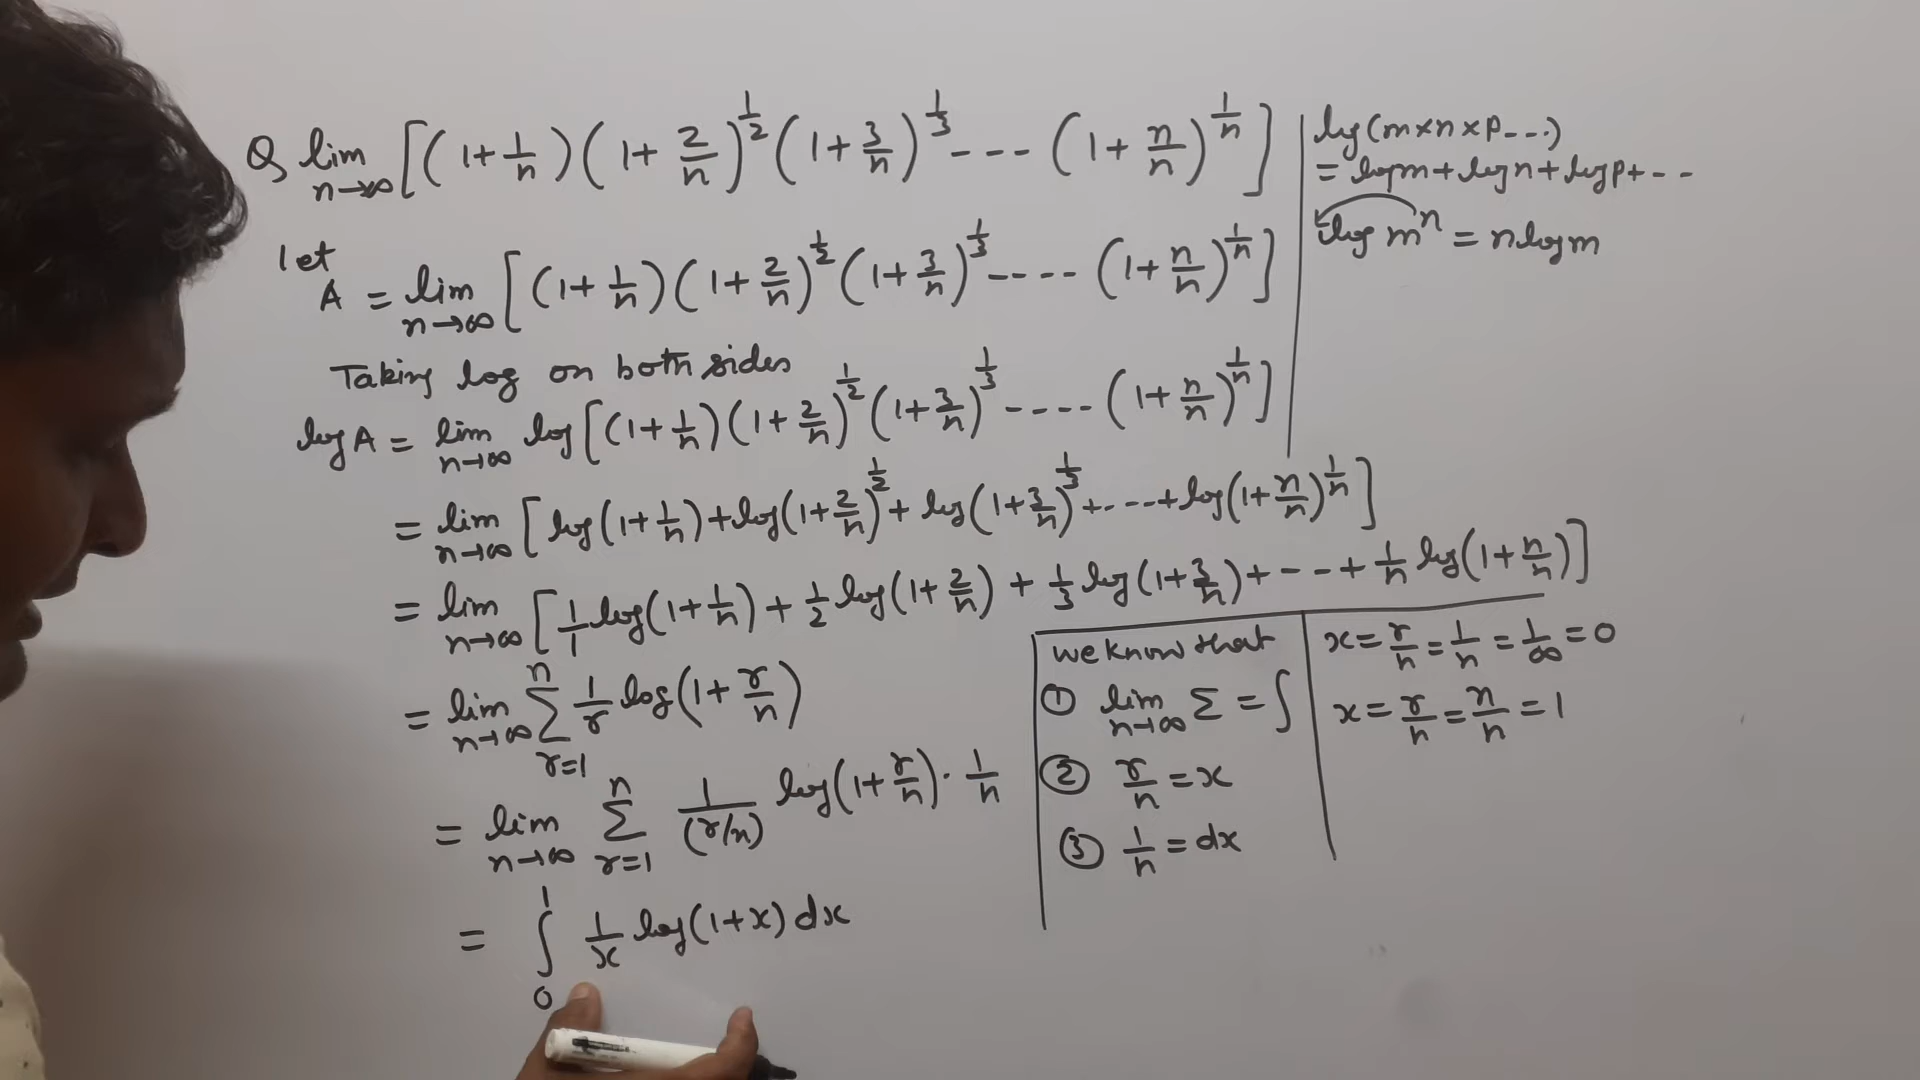 Q lim n→∞ [(1+1/n)(1+2/n)^1/2 (1+3/n)^1/3 --- (1+n/n)^1/n]
let
A = lim n→∞ [(1+1/n)(1+2/n)^1/2 (1+3/n)^1/3 ---- (1+n/n)^1/n]
Taking log on both sides
log A = lim n→∞ log[(1+1/n)(1+2/n)^1/2 (1+3/n)^1/3 ---- (1+n/n)^1/n]
= lim n→∞ [log(1+1/n)+log(1+2/n)^1/2 + log(1+3/n)^1/3 +---+log(1+n/n)^1/n]
= lim n→∞ [1/1 log(1+1/n) + 1/2 log(1+2/n) + 1/3 log(1+3/n) + --- + 1/n log(1+n/n)]
= lim n→∞ Σ r=1 n 1/r log(1+r/n)
= lim n→∞ Σ r=1 n 1/(r/n) log(1+r/n)·1/n
= ∫ 0 1 1/x log(1+x) dx
log(m×n×p---)
= logm+logn+logp+--
log m^n = nlogm
we know that
① lim n→∞ Σ = ∫
② r/n = x
③ 1/n = dx
x = r/n = 1/n = 1/∞ = 0
x = r/n = n/n = 1